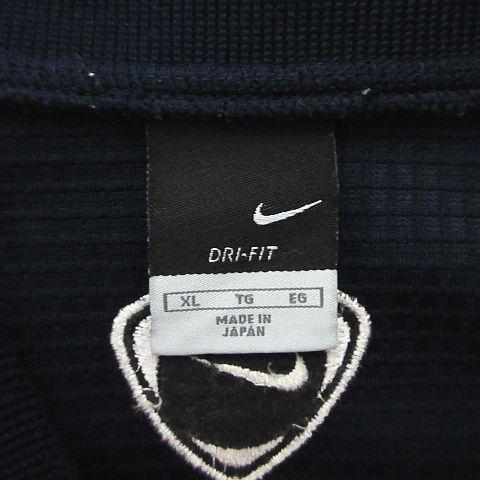 DRI-FIT
XL TG EG
MADE IN
JAPAN